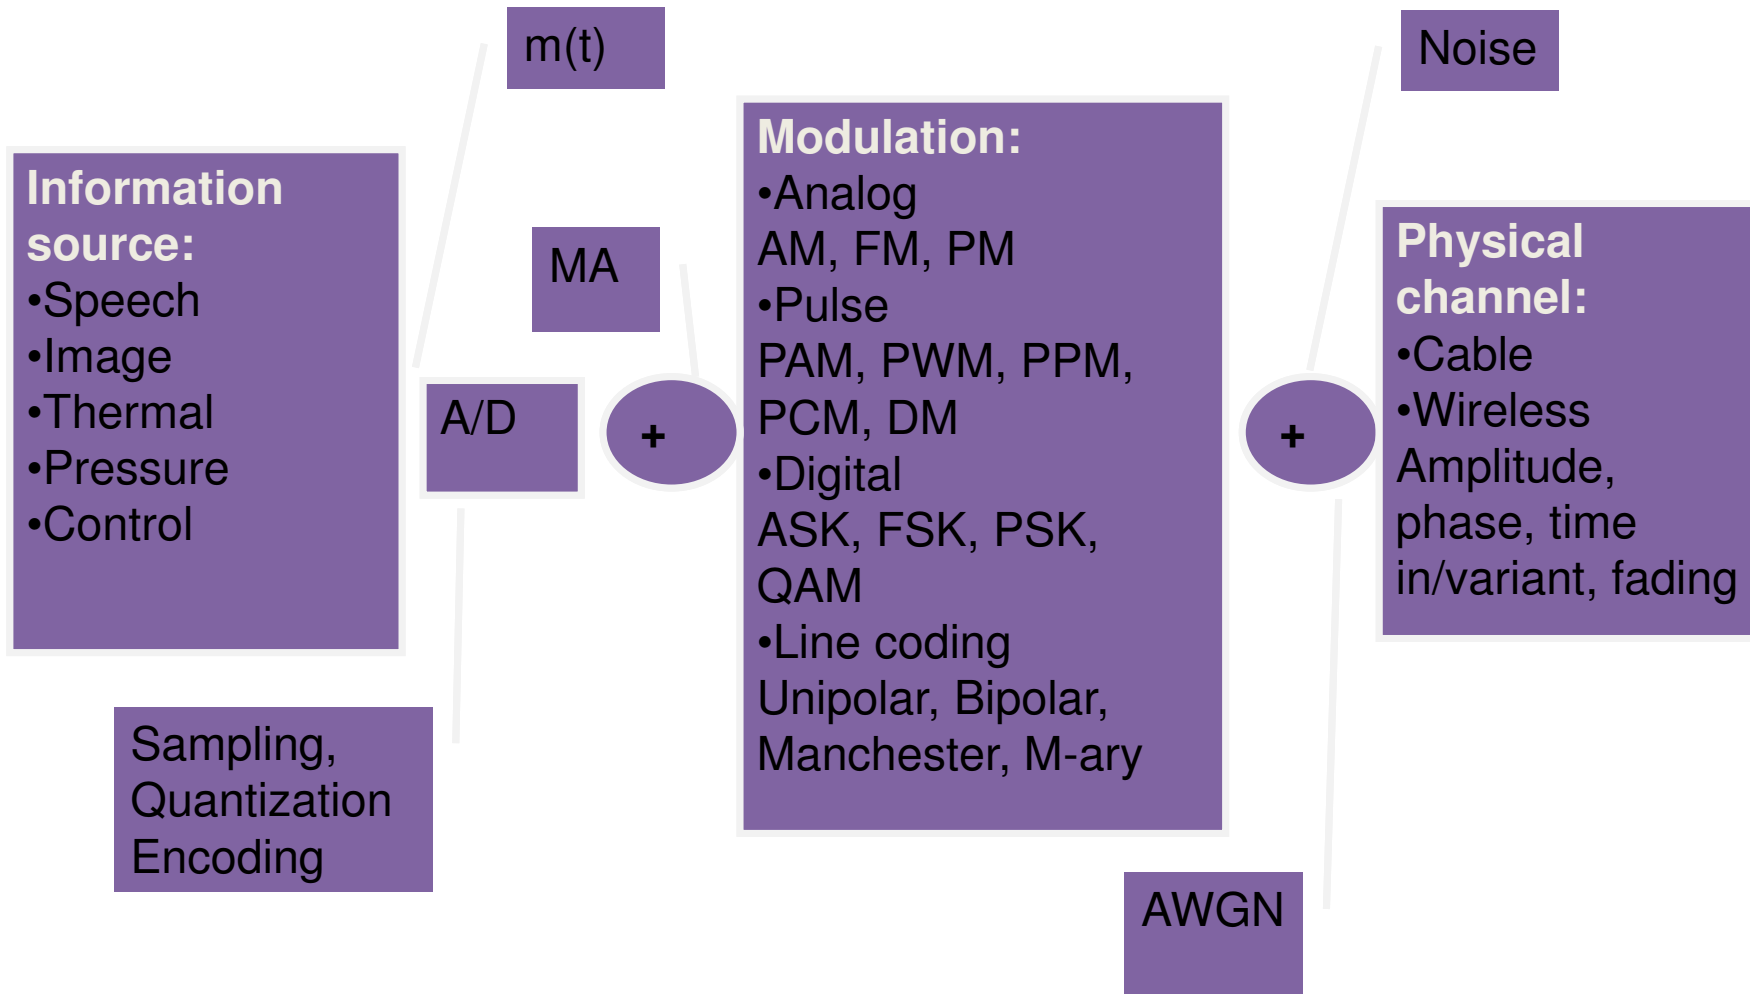 m(t)
Noise
Information
source:
•Speech
•Image
•Thermal
•Pressure
•Control
A/D
MA
+
Modulation:
•Analog
AM, FM, PM
•Pulse
PAM, PWM, PPM,
PCM, DM
•Digital
ASK, FSK, PSK,
QAM
•Line coding
Unipolar, Bipolar,
Manchester, M-ary
+
Physical
channel:
•Cable
•Wireless
Amplitude,
phase, time
in/variant, fading
Sampling,
Quantization
Encoding
AWGN